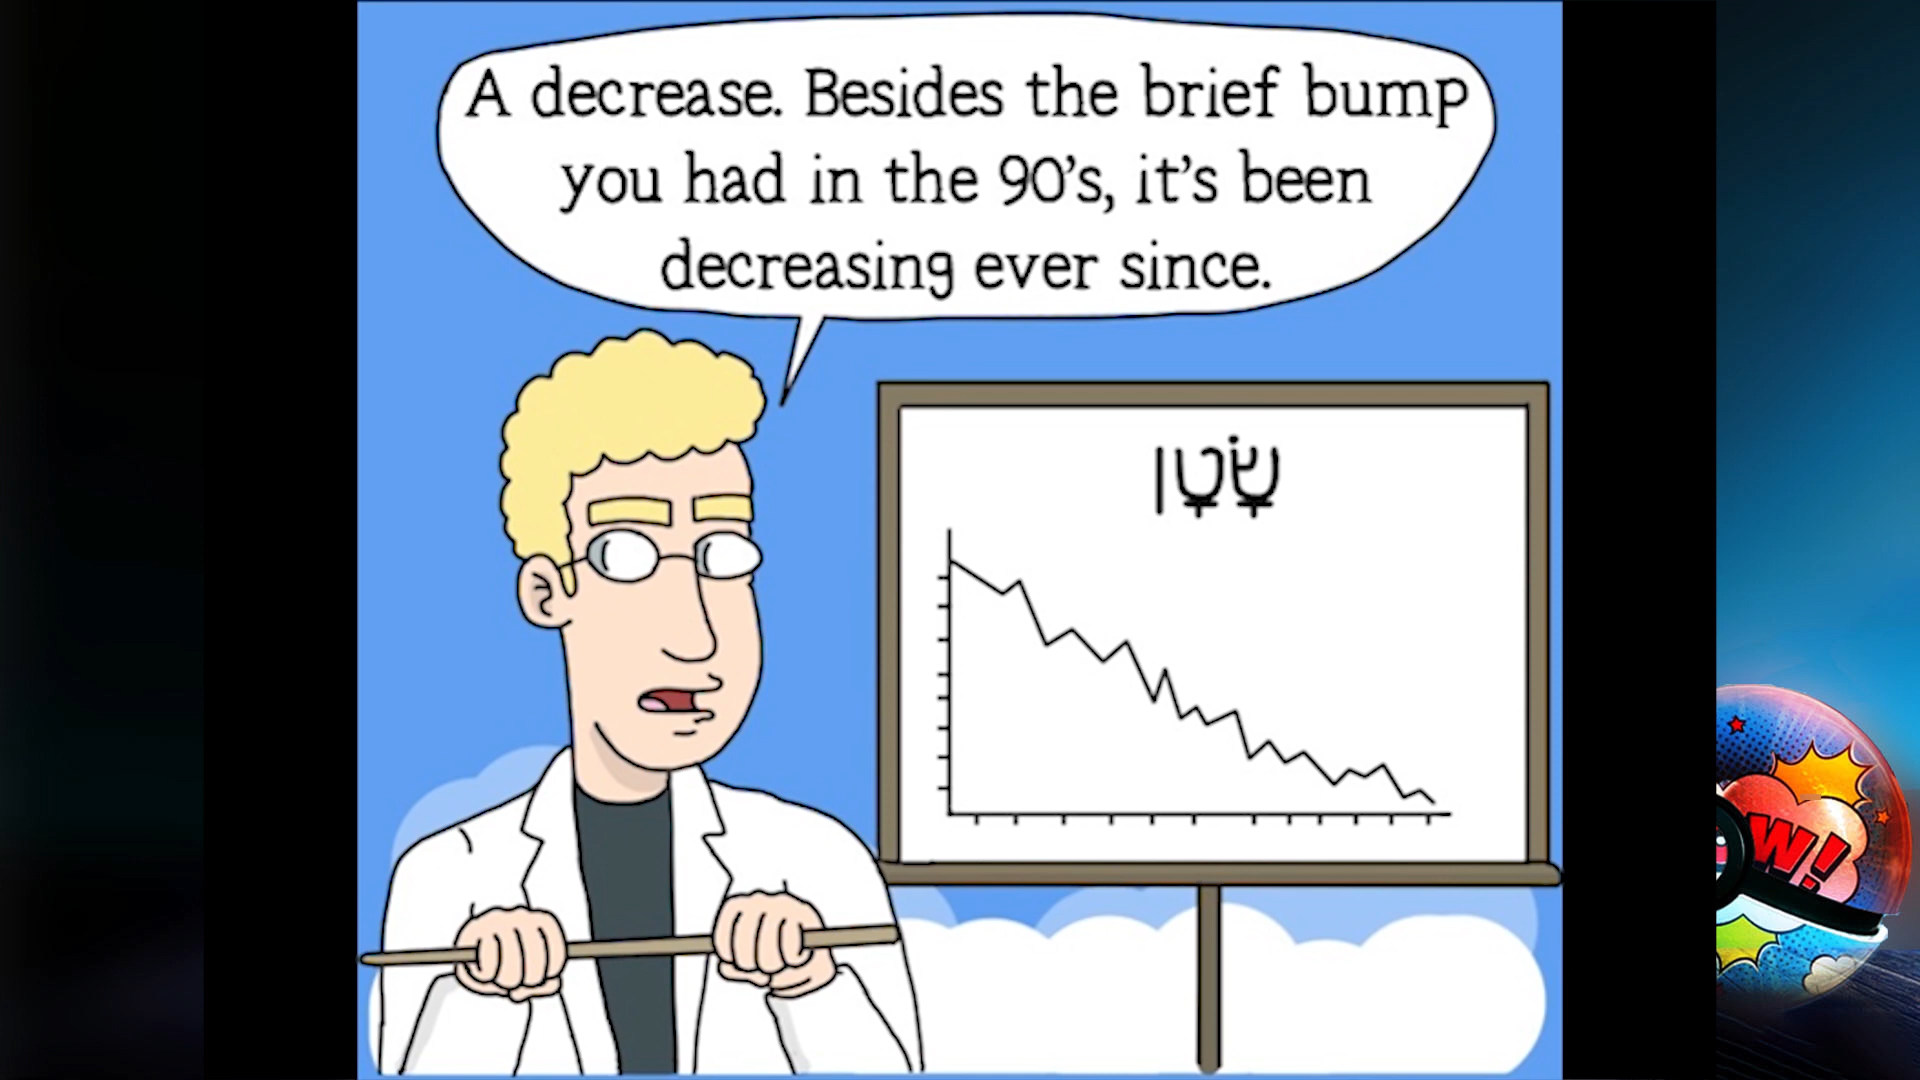 A decrease. Besides the brief bump
you had in the 90's, it's been
decreasing ever since.
שָׂטָן
W!